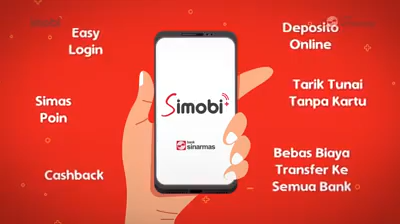 Easy
Login
Simas
Poin
Cashback
Simobi+
bank
sinarmas
Deposito
Online
Tarik Tunai
Tanpa Kartu
Bebas Biaya
Transfer Ke
Semua Bank